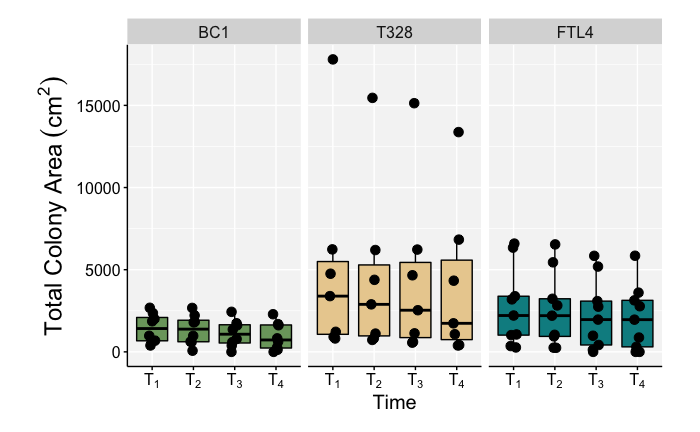 BC1 T328 FTL4
Total Colony Area (cm²)
15000
10000
5000
0
T₁ T₂ T₃ T₄ T₁ T₂ T₃ T₄ T₁ T₂ T₃ T₄
Time